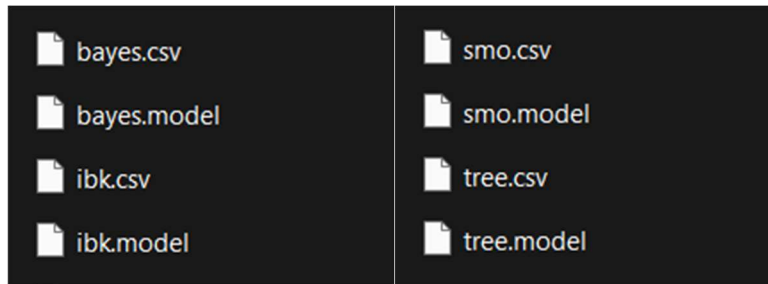 bayes.csv
bayes.model
ibk.csv
ibk.model
smo.csv
smo.model
tree.csv
tree.model